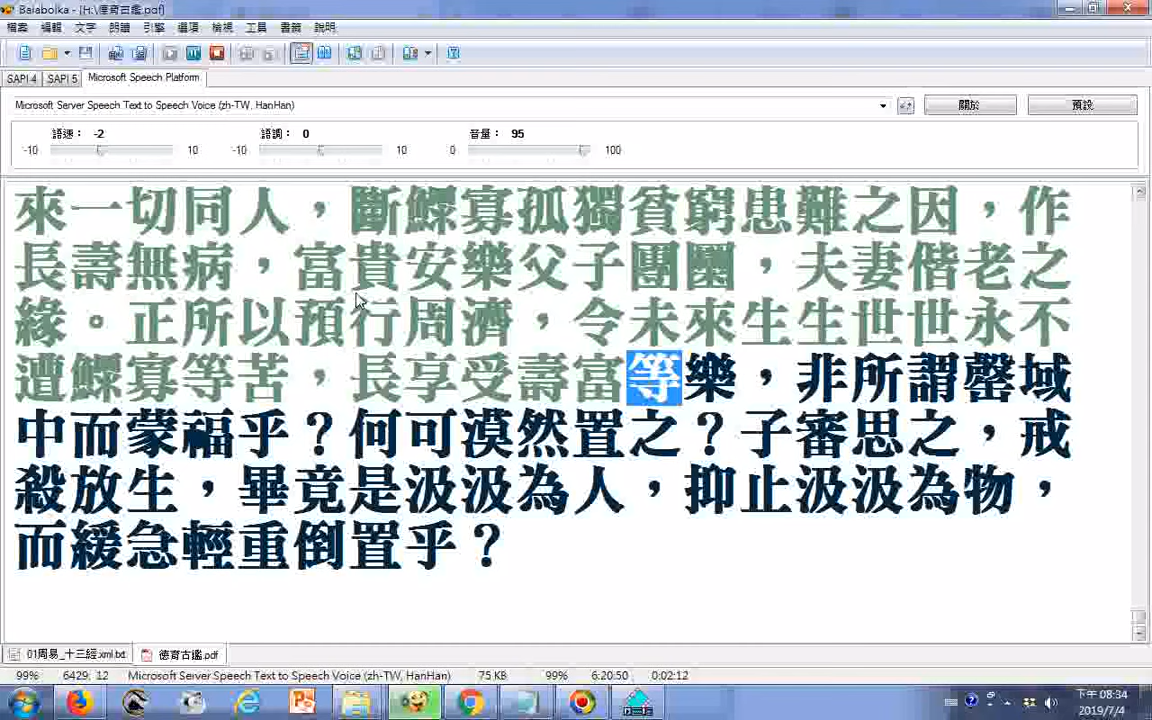 Balabolka - [H:\德育古鑑.pdf]
檔案 編輯 文字 朗讀 引擎 選項 檢視 工具 書籤 說明
SAPI 4 SAPI 5 Microsoft Speech Platform
Microsoft Server Speech Text to Speech Voice (zh-TW, HanHan) 關於 預設
語速： -2 語調： 0 音量： 95
-10 10 -10 10 0 100
來一切同人，斷鰥寡孤獨貧窮患難之因，作
長壽無病，富貴安樂父子團圞，夫妻偕老之
緣。正所以預行周濟，令未來生生世世永不
遭鰥寡等苦，長享受壽富等樂，非所謂罄域
中而蒙福乎？何可漠然置之？子審思之，戒
殺放生，畢竟是汲汲為人，抑止汲汲為物，
而緩急輕重倒置乎？
01周易_十三經.xml.txt 德育古鑑.pdf
99% 6429, 12 Microsoft Server Speech Text to Speech Voice (zh-TW, HanHan) 75 KB 99% 6:20:50 0:02:12
下午 08:34
2019/7/4